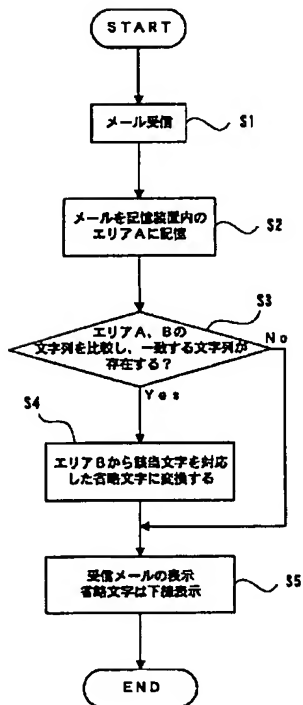 START
メール受信
S1
メールを記憶装置内の
エリアAに記憶
S2
S3
エリアA、Bの
文字列を比較し、一致する文字列が
存在する?
No
Yes
S4
エリアBから該当文字を対応
した省略文字に変換する
受信メールの表示
省略文字は下線表示
S5
END